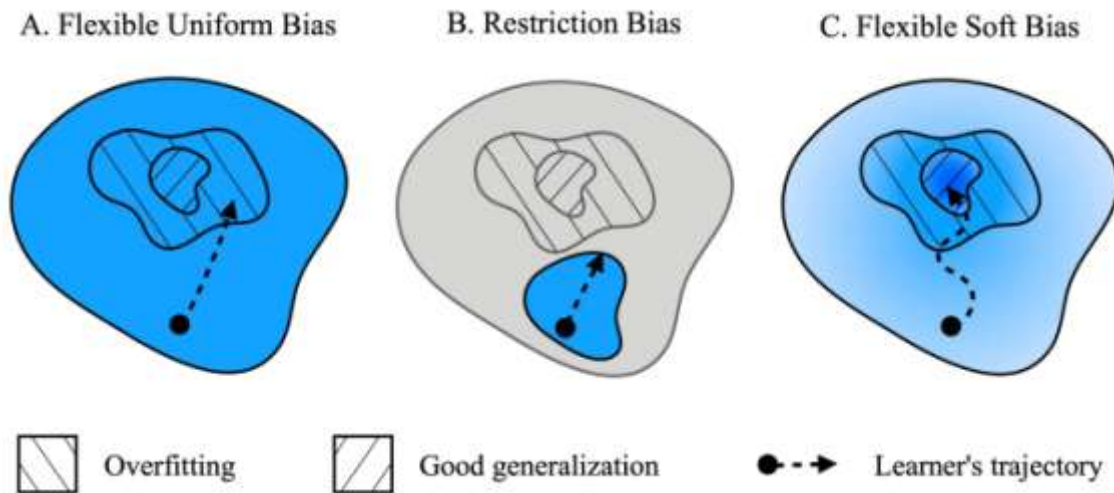 A. Flexible Uniform Bias
B. Restriction Bias
C. Flexible Soft Bias
Overfitting
Good generalization
Learner's trajectory